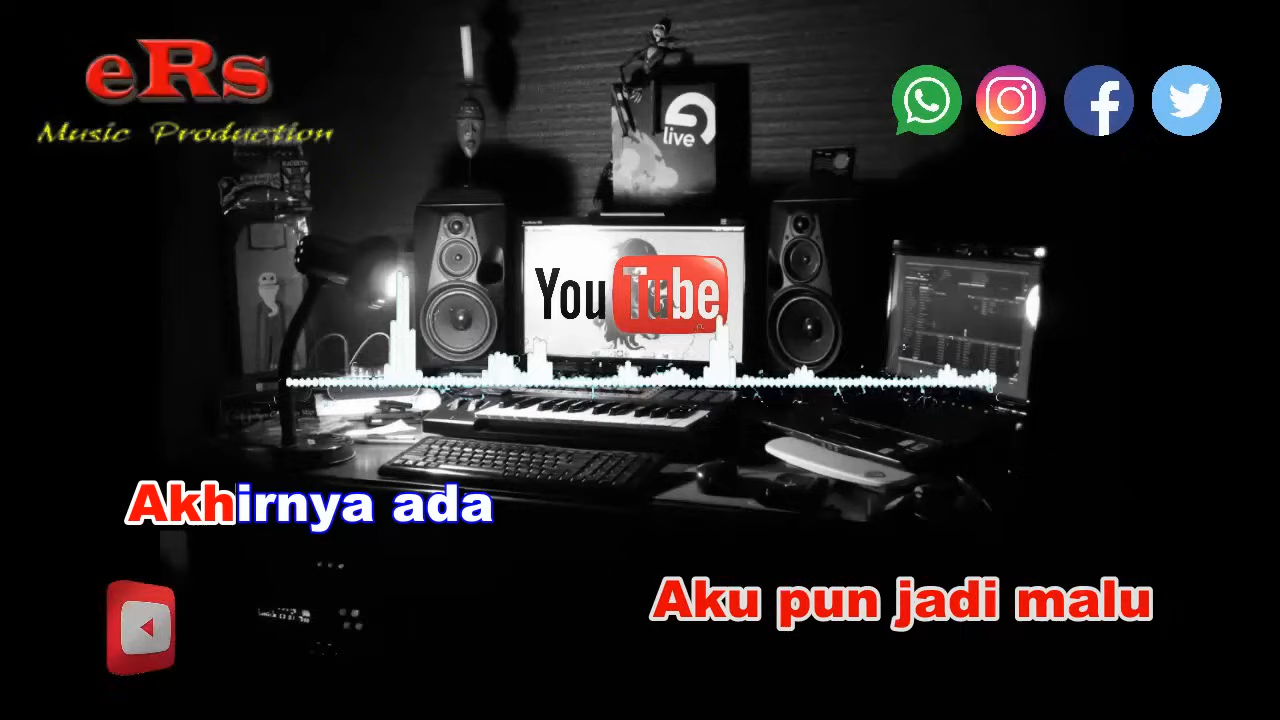 eRs
Music Production
live
YouTube
Akhirnya ada
Aku pun jadi malu